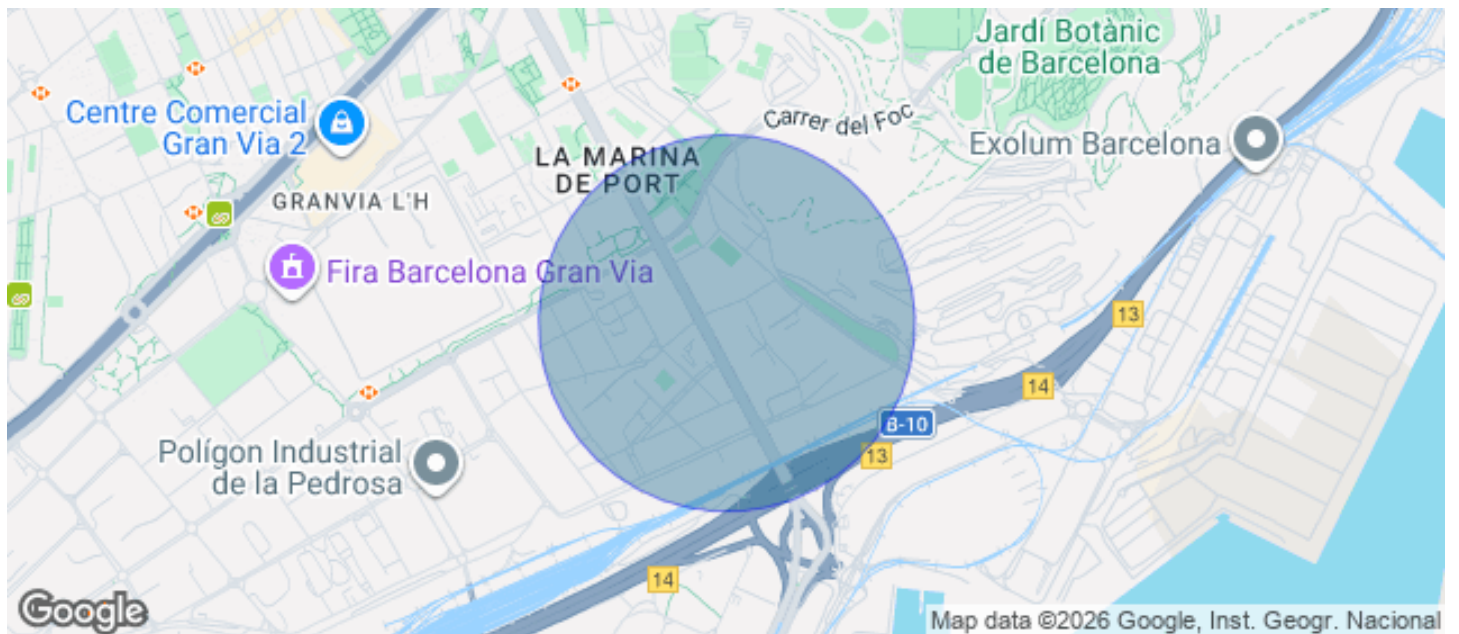 Jardí Botànic
de Barcelona
Centre Comercial
Gran Via 2
Carrer del Foc
Exolum Barcelona
LA MARINA
DE PORT
GRANVIA L'H
Fira Barcelona Gran Via
13
14
B-10
13
Polígon Industrial
de la Pedrosa
14
Google
Map data ©2026 Google, Inst. Geogr. Nacional